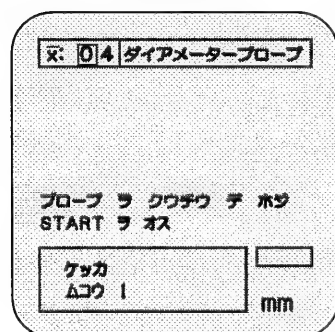 x̄: 04 ダイアメータープローブ
プローブ ヲ クウチウ デ ホジ
START ヲ オス
ケッカ
ムコウ !
mm